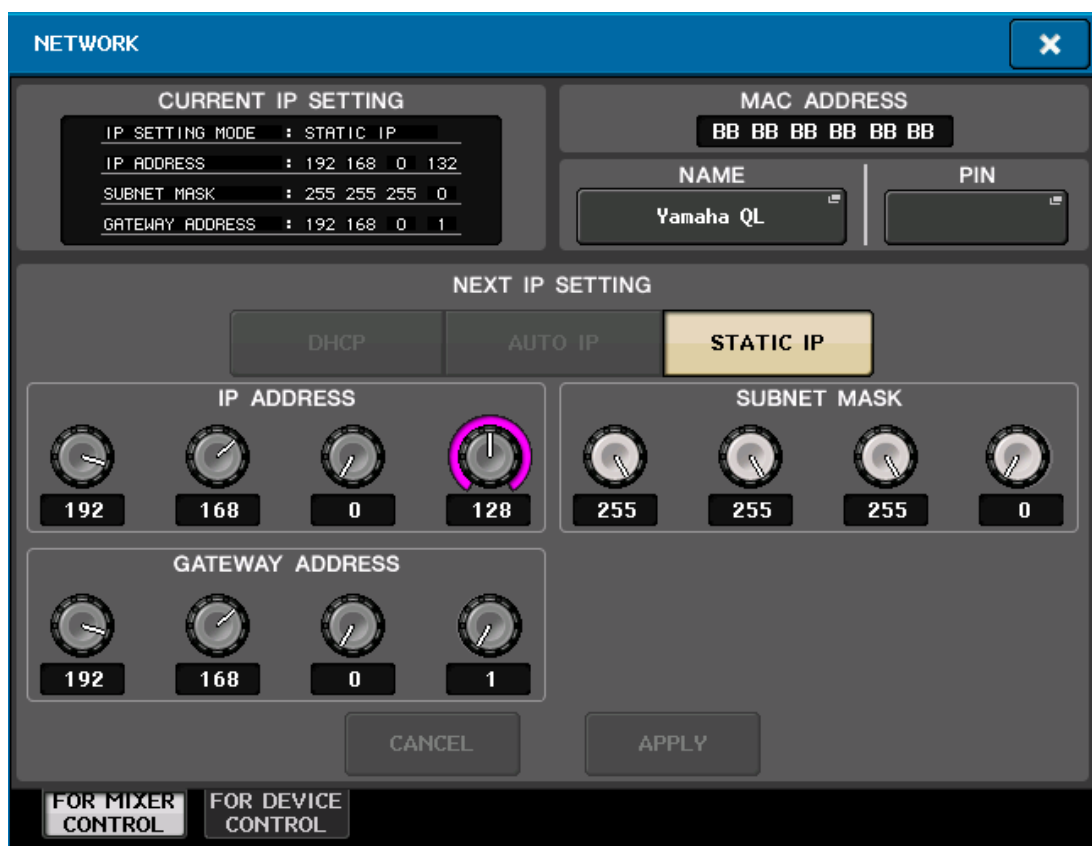 NETWORK
CURRENT IP SETTING
IP SETTING MODE : STATIC IP
IP ADDRESS : 192 168 0 132
SUBNET MASK : 255 255 255 0
GATEWAY ADDRESS : 192 168 0 1
MAC ADDRESS
BB BB BB BB BB BB
NAME
Yamaha QL
PIN
NEXT IP SETTING
DHCP AUTO IP STATIC IP
IP ADDRESS
192 168 0 128
SUBNET MASK
255 255 255 0
GATEWAY ADDRESS
192 168 0 1
CANCEL APPLY
FOR MIXER
CONTROL
FOR DEVICE
CONTROL